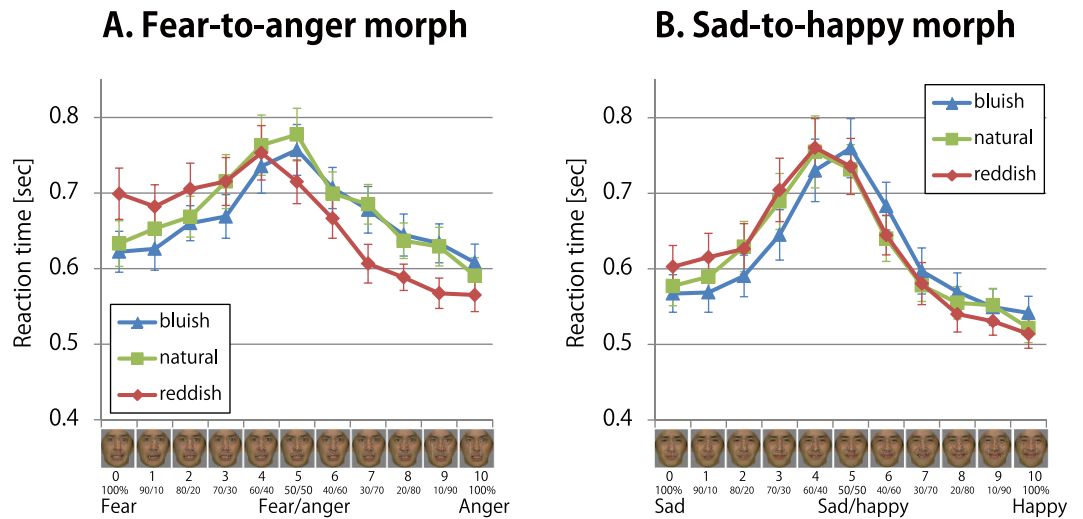 A. Fear-to-anger morph
Reaction time [sec]
0.8
0.7
0.6
0.5
0.4
bluish
natural
reddish
0 1 2 3 4 5 6 7 8 9 10
100% 90/10 80/20 70/30 60/40 50/50 40/60 30/70 20/80 10/90 100%
Fear Fear/anger Anger
B. Sad-to-happy morph
Reaction time [sec]
0.8
0.7
0.6
0.5
0.4
bluish
natural
reddish
0 1 2 3 4 5 6 7 8 9 10
100% 90/10 80/20 70/30 60/40 50/50 40/60 30/70 20/80 10/90 100%
Sad Sad/happy Happy